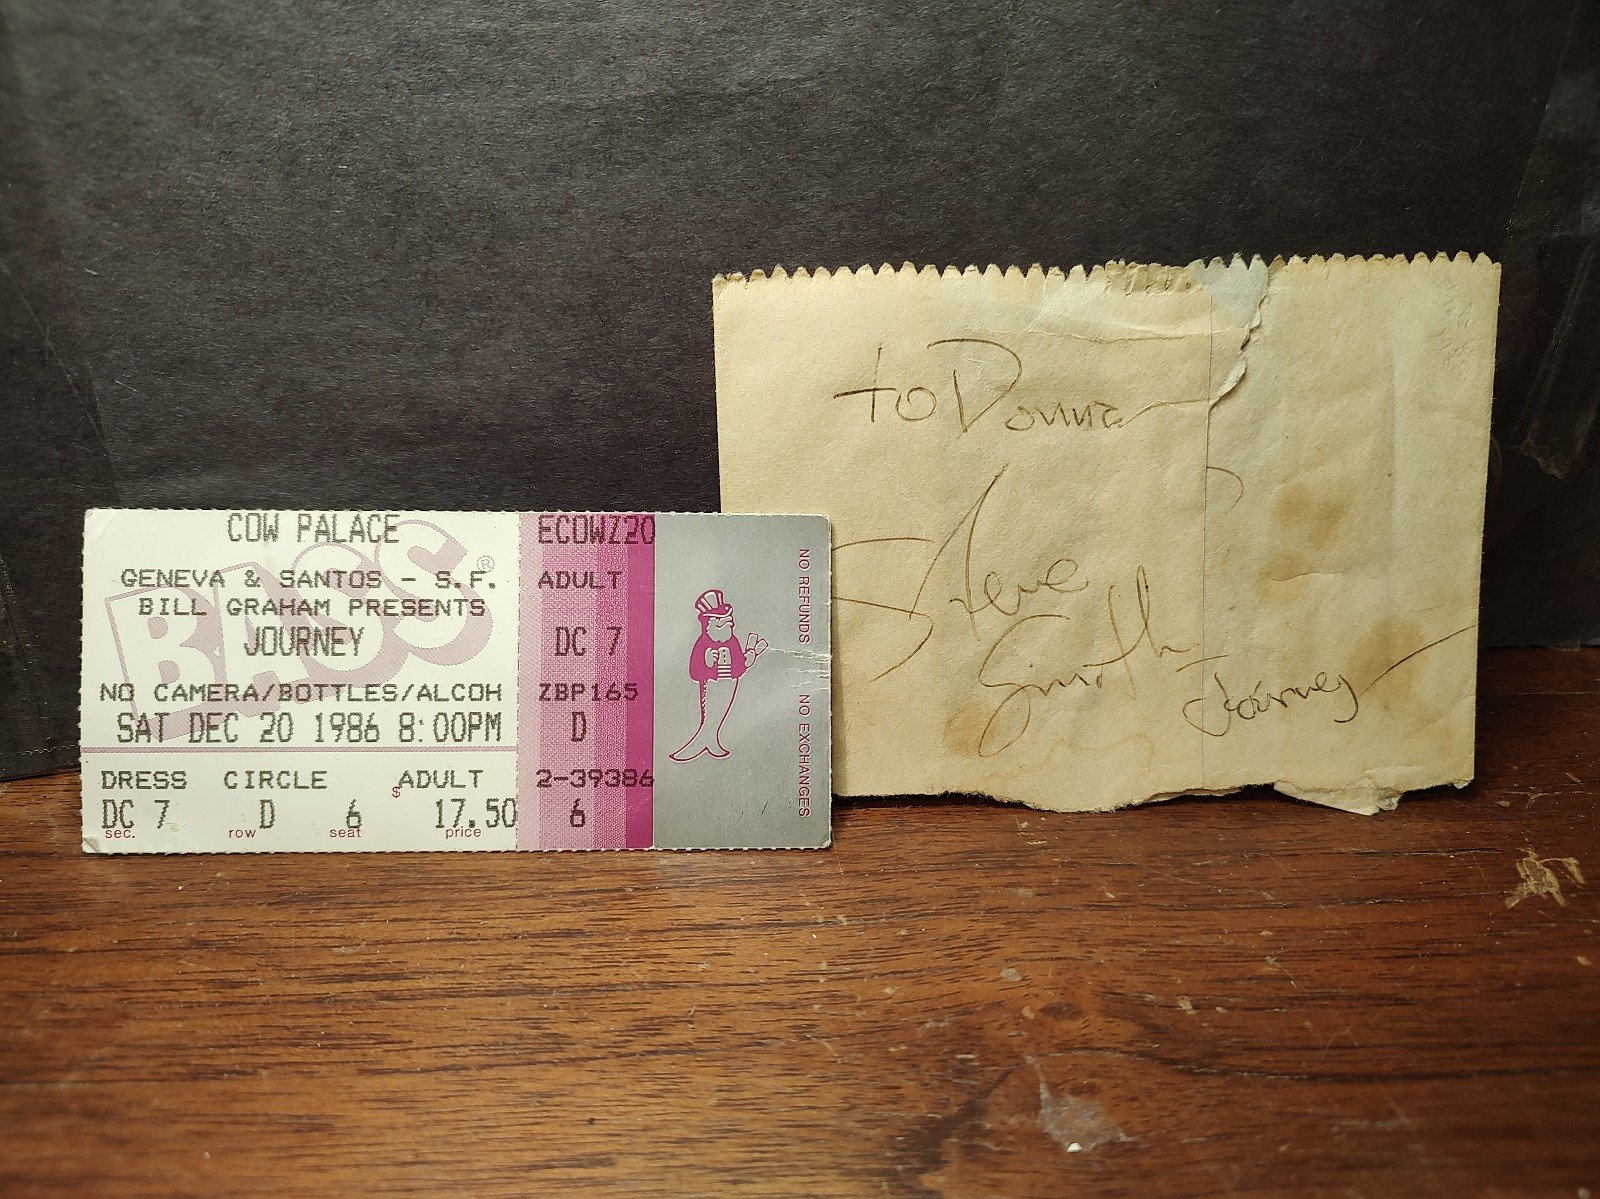 COW PALACE
GENEVA & SANTOS - S.F.
BILL GRAHAM PRESENTS
JOURNEY
NO CAMERA/BOTTLES/ALCOH
SAT DEC 20 1986 8:00PM
DRESS CIRCLE $ADULT
DC 7 D 6 17.50
sec. row seat price
BASS®
ECOWZ20
ADULT
DC 7
ZBP165
D
2-39386
6
NO REFUNDS NO EXCHANGES
to Donna
Steve
Smith
Journey